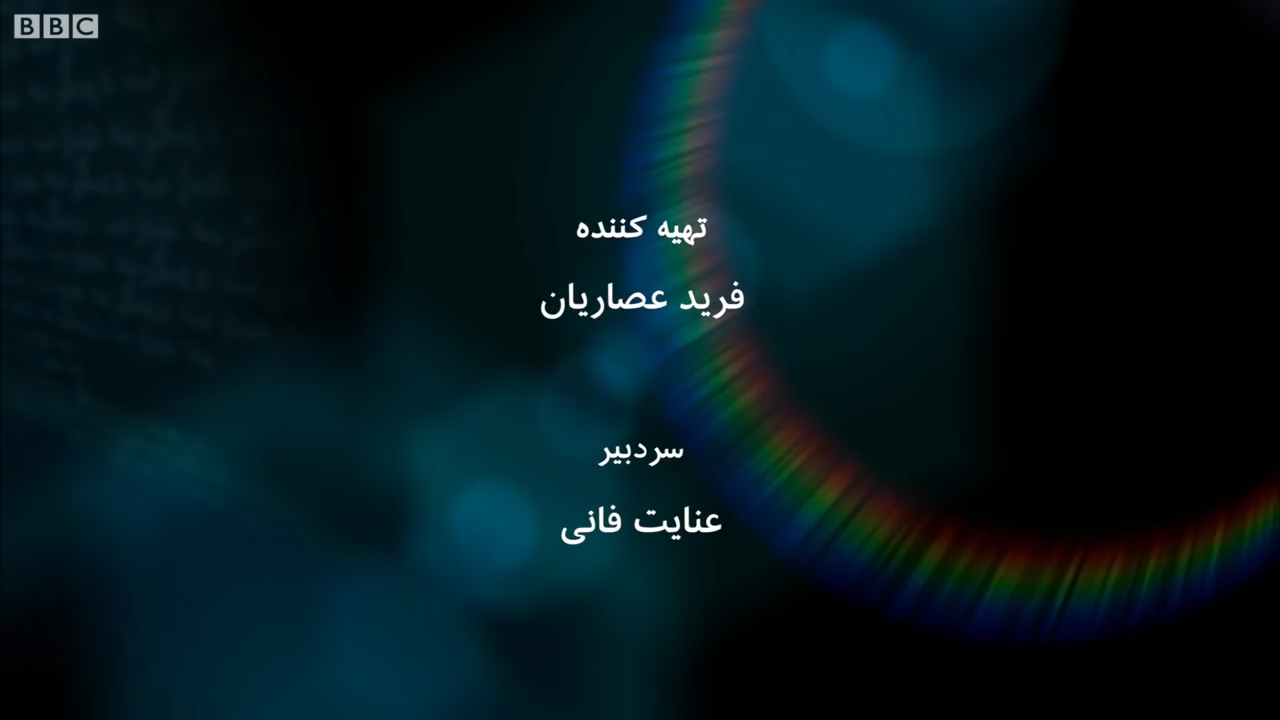 BBC
تهیه کننده
فرید عصاریان
سردبیر
عنایت فانی